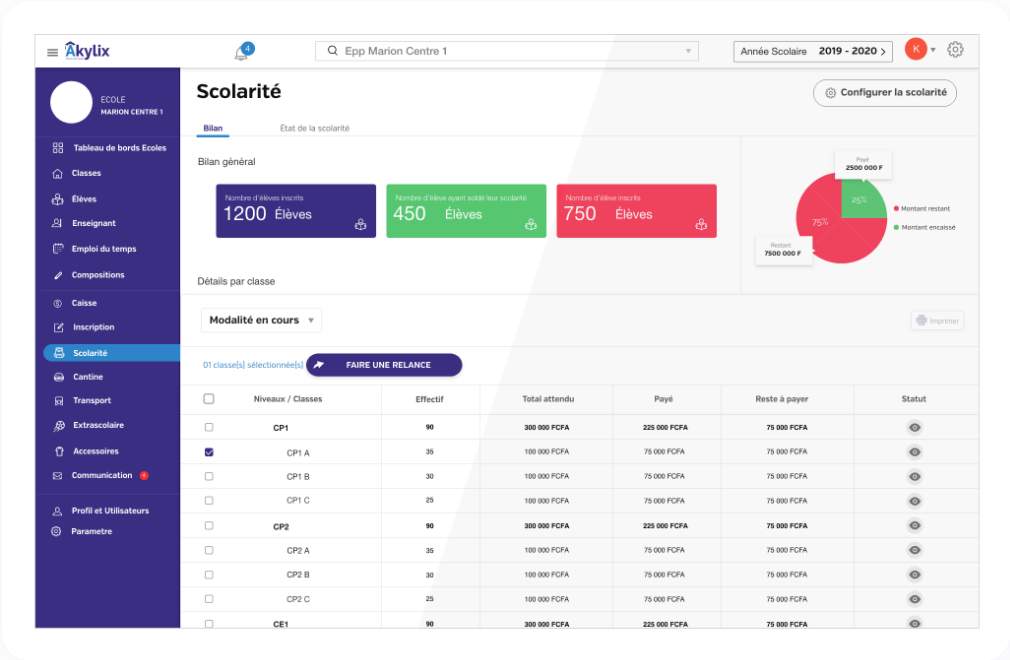 Akylix
4
Epp Marion Centre 1
Année Scolaire 2019 - 2020 >
K
ECOLE
MARION CENTRE 1
Tableau de bords Ecoles
Classes
Élèves
Enseignant
Emploi du temps
Compositions
Caisse
Inscription
Scolarité
Cantine
Transport
Extrascolaire
Accessoires
Communication
Profil et Utilisateurs
Parametre
Scolarité
Configurer la scolarité
Bilan
État de la scolarité
Bilan général
Nombre d'élève inscrits
1200 Élèves
Nombre d'élève ayant soldé leur scolarité
450 Élèves
Nombre d'élève inscrits
750 Élèves
Payé
2500 000 F
25%
75%
Restant
7500 000 F
Montant restant
Montant encaissé
Détails par classe
Modalité en cours
Imprimer
01 classe(s) sélectionnée(s)
FAIRE UNE RELANCE
Niveaux / Classes Effectif Total attendu Payé Reste à payer Statut
CP1 90 300 000 FCFA 225 000 FCFA 75 000 FCFA
CP1 A 35 100 000 FCFA 75 000 FCFA 75 000 FCFA
CP1 B 30 100 000 FCFA 75 000 FCFA 75 000 FCFA
CP1 C 25 100 000 FCFA 75 000 FCFA 75 000 FCFA
CP2 90 300 000 FCFA 225 000 FCFA 75 000 FCFA
CP2 A 35 100 000 FCFA 75 000 FCFA 75 000 FCFA
CP2 B 30 100 000 FCFA 75 000 FCFA 75 000 FCFA
CP2 C 25 100 000 FCFA 75 000 FCFA 75 000 FCFA
CE1 90 300 000 FCFA 225 000 FCFA 75 000 FCFA